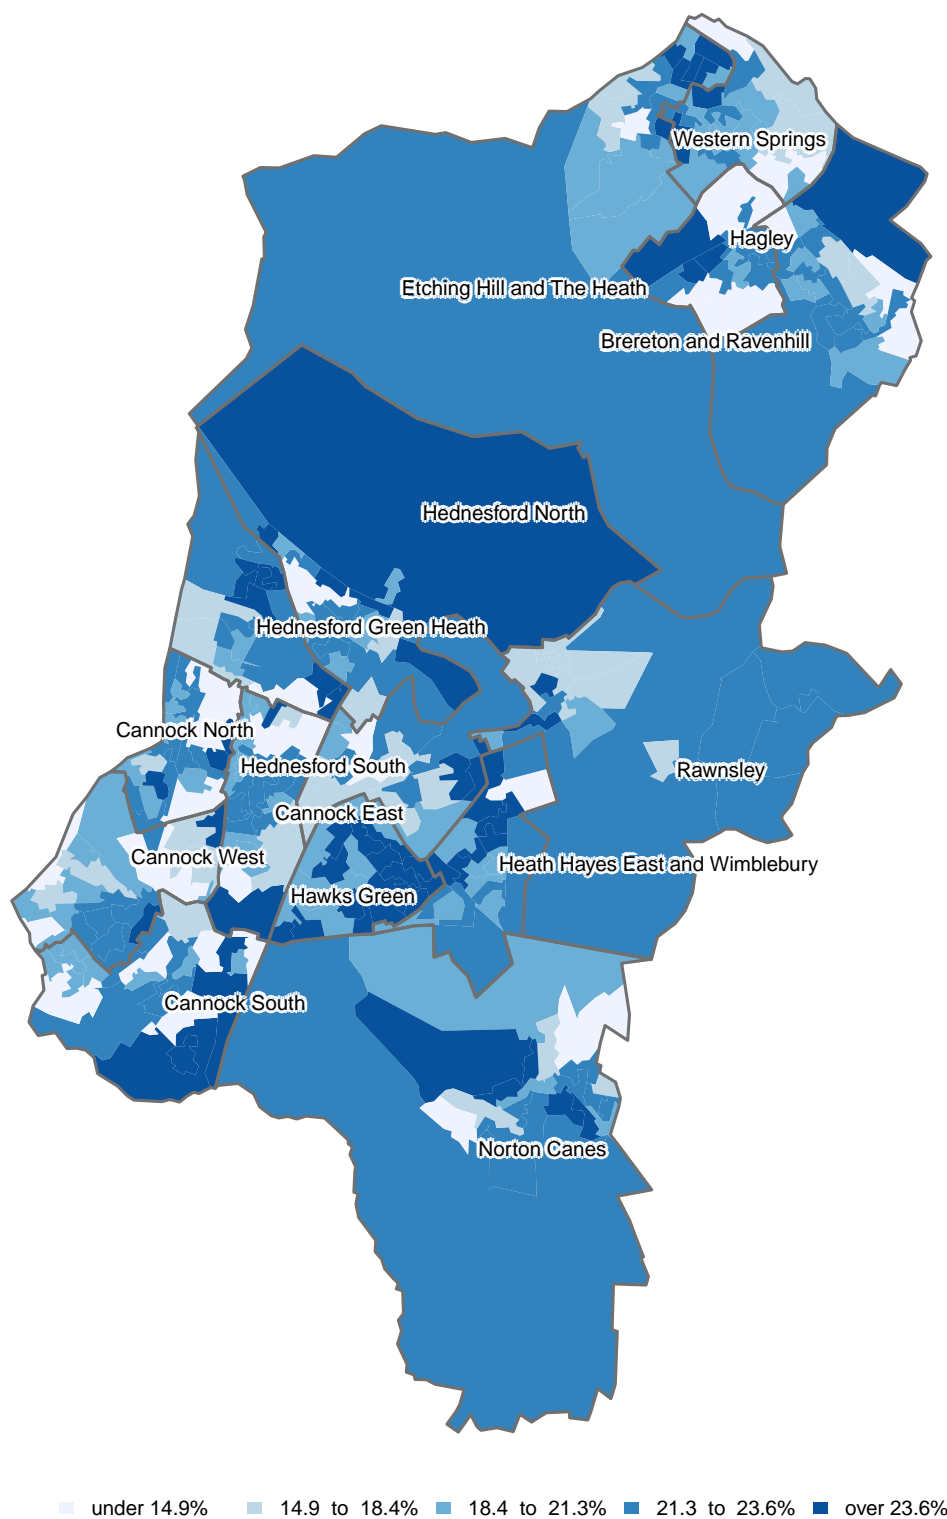 Western Springs
Hagley
Etching Hill and The Heath
Brereton and Ravenhill
Hednesford North
Hednesford Green Heath
Cannock North
Hednesford South
Rawnsley
Cannock East
Cannock West
Heath Hayes East and Wimblebury
Hawks Green
Cannock South
Norton Canes
under 14.9% 14.9 to 18.4% 18.4 to 21.3% 21.3 to 23.6% over 23.6%